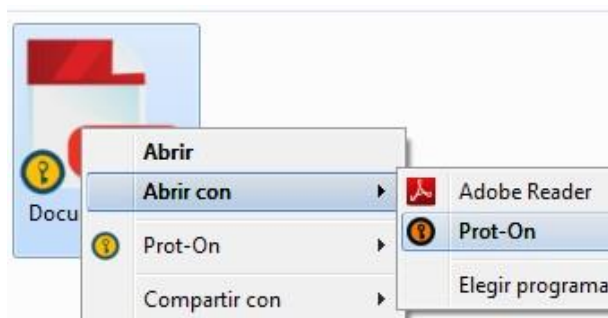 Abrir
Abrir con
Adobe Reader
Docu
Prot-On
Prot-On
Compartir con
Elegir programa